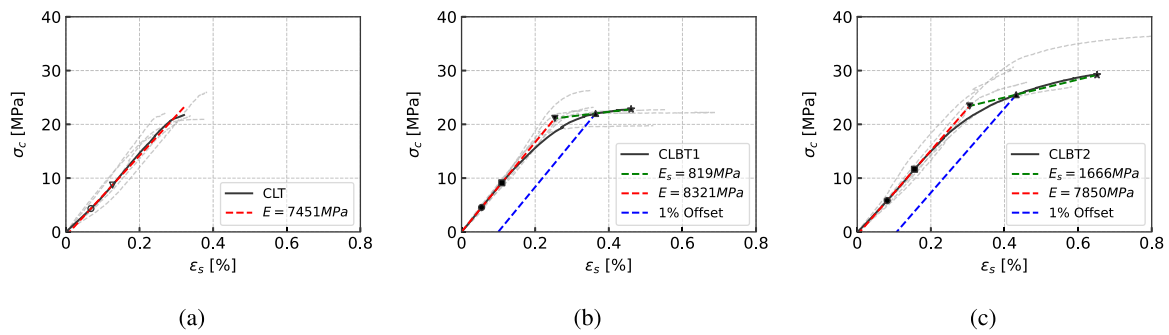 40
30
20
10
0
σc [MPa]
0 0.2 0.4 0.6 0.8
εs [%]
CLT
E = 7451MPa
(a)
40
30
20
10
0
σc [MPa]
0 0.2 0.4 0.6 0.8
εs [%]
CLBT1
Es = 819MPa
E = 8321MPa
1% Offset
(b)
40
30
20
10
0
σc [MPa]
0 0.2 0.4 0.6 0.8
εs [%]
CLBT2
Es = 1666MPa
E = 7850MPa
1% Offset
(c)